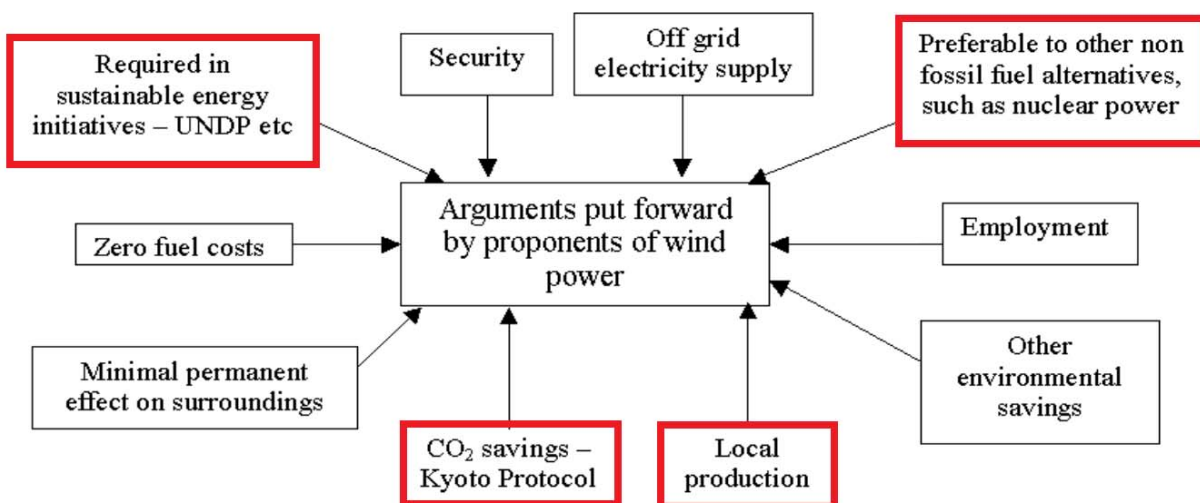 Required in
sustainable energy
initiatives – UNDP etc
Security
Off grid
electricity supply
Preferable to other non
fossil fuel alternatives,
such as nuclear power
Zero fuel costs
Arguments put forward
by proponents of wind
power
Employment
Minimal permanent
effect on surroundings
CO₂ savings –
Kyoto Protocol
Local
production
Other
environmental
savings